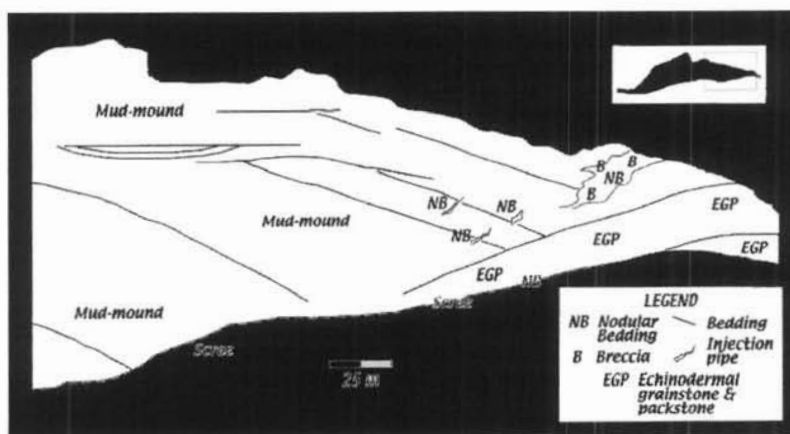 Mud-mound
B
B
NB
B
NB
NB
EGP
Mud-mound
NB
EGP
EGP
EGP
NB
Scree
Mud-mound
Scree
25 M
LEGEND
NB Nodular Bedding
Bedding
B Breccia
Injection pipe
EGP Echinodermal
grainstone &
packstone